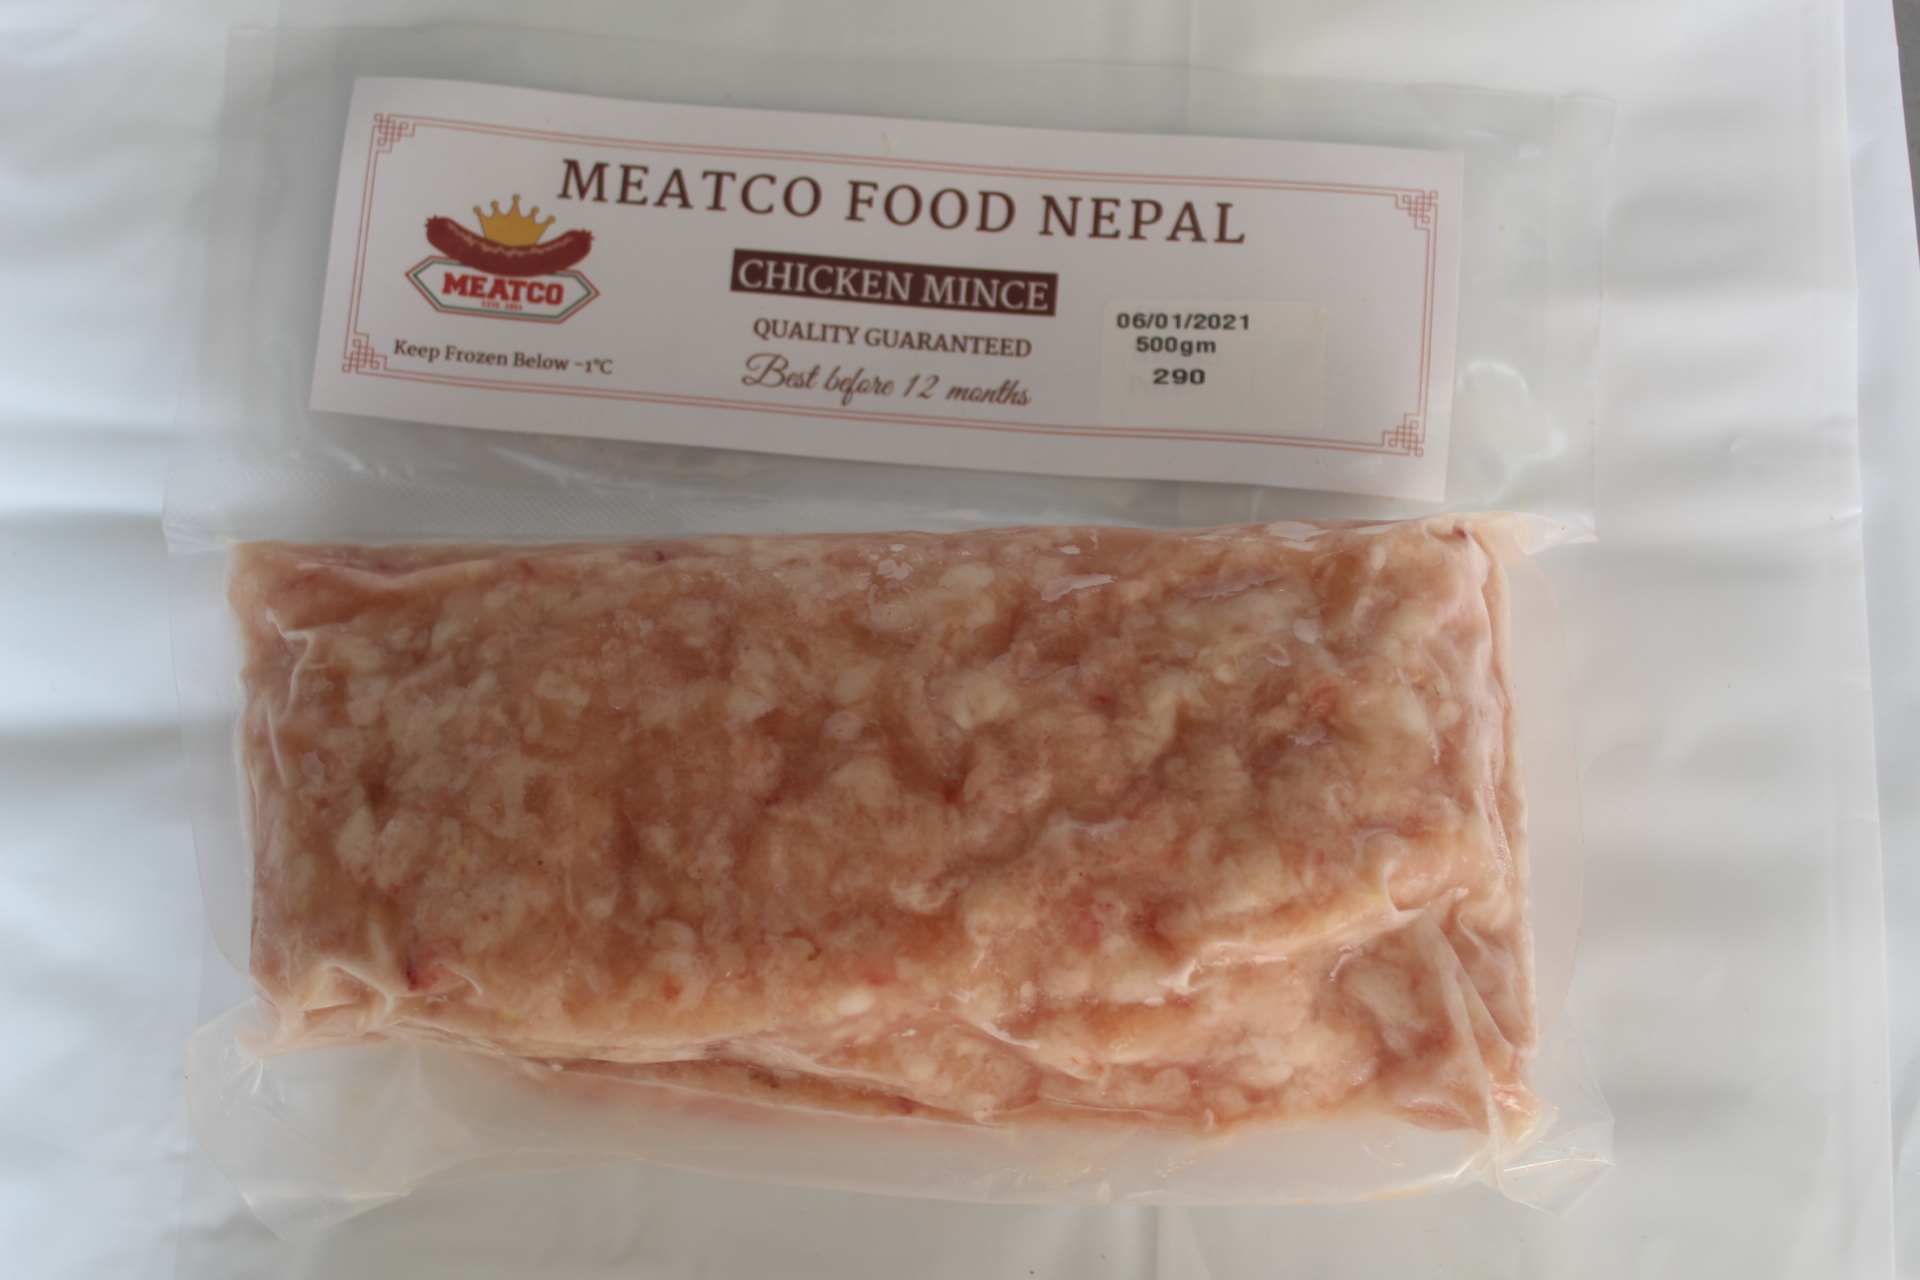 MEATCO FOOD NEPAL
MEATCO
CHICKEN MINCE
QUALITY GUARANTEED
Keep Frozen Below -1°C
Best before 12 months
06/01/2021
500gm
290